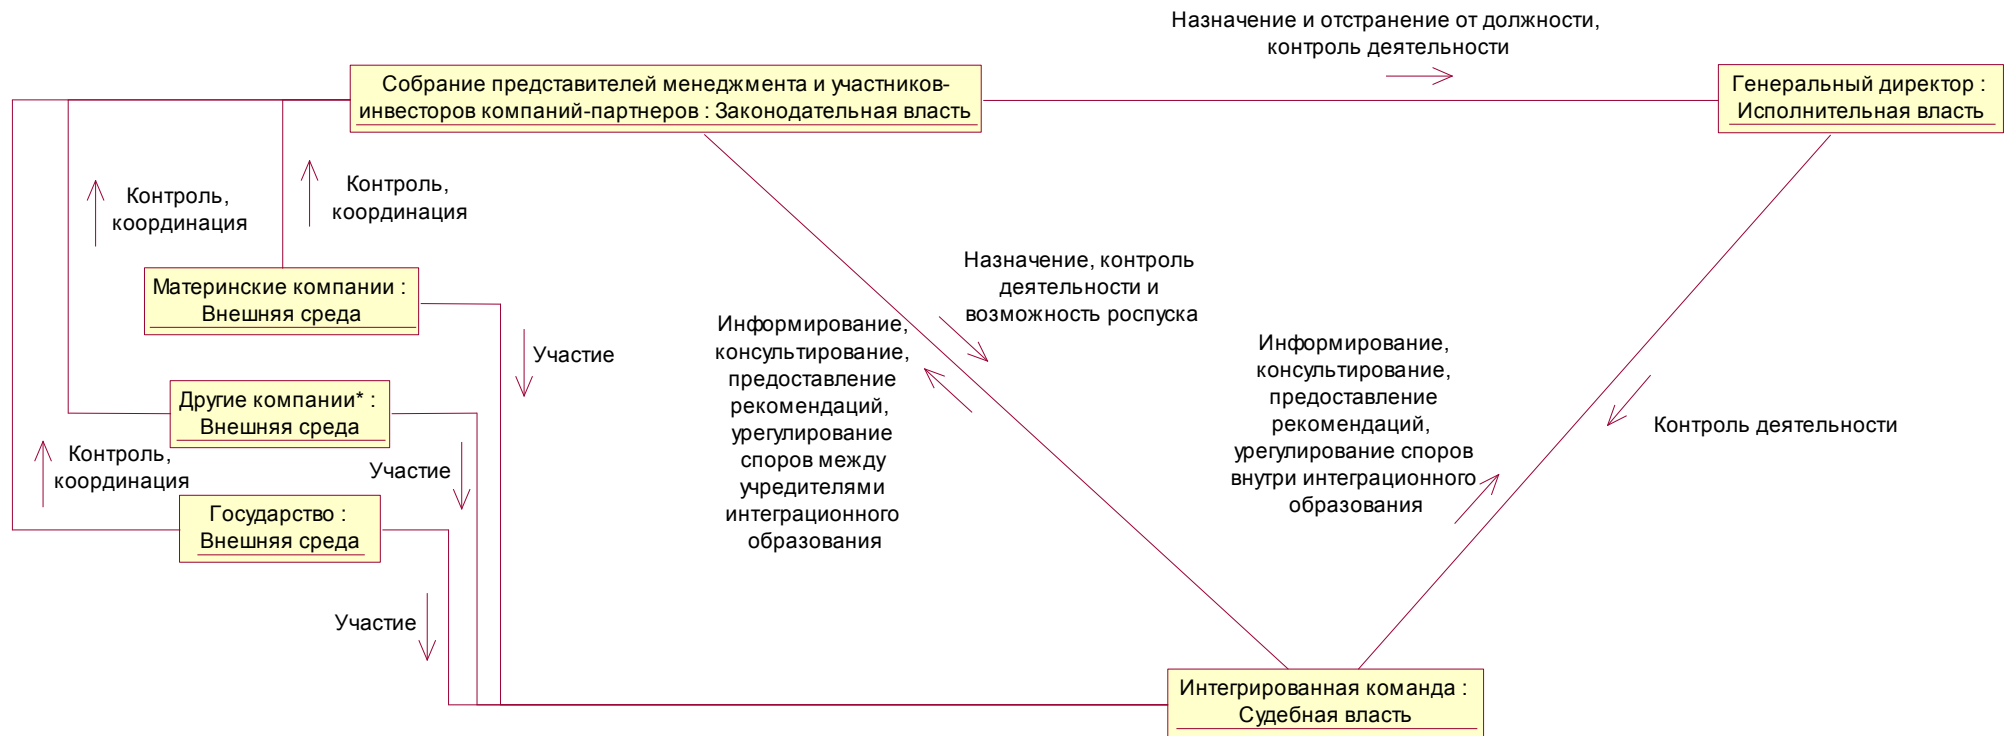 Назначение и отстранение от должности,
контроль деятельности
Собрание представителей менеджмента и участников-
инвесторов компаний-партнеров : Законодательная власть
Генеральный директор :
Исполнительная власть
Контроль,
координация
Контроль,
координация
Материнские компании :
Внешняя среда
Назначение, контроль
деятельности и
возможность роспуска
Информирование,
консультирование,
предоставление
рекомендаций,
урегулирование
споров между
учредителями
интеграционного
образования
Участие
Информирование,
консультирование,
предоставление
рекомендаций,
урегулирование споров
внутри интеграционного
образования
Контроль деятельности
Другие компании* :
Внешняя среда
Контроль,
координация
Участие
Государство :
Внешняя среда
Участие
Интегрированная команда :
Судебная власть